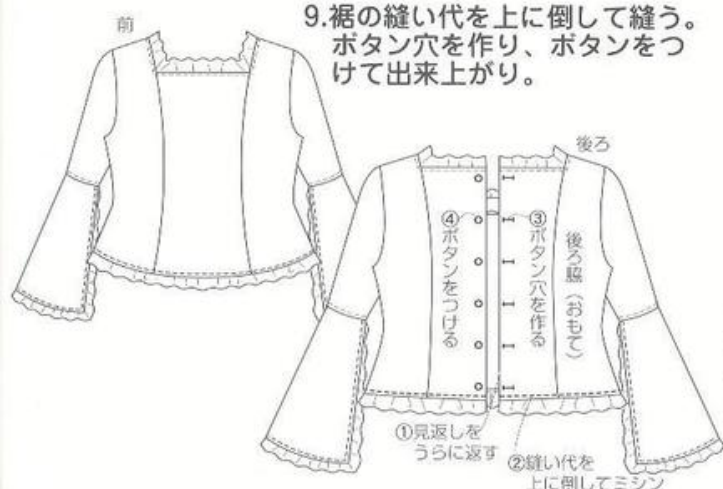 9.裾の縫い代を上に倒して縫う。
ボタン穴を作り、ボタンをつ
けて出来上がり。
前
後ろ
後ろ脇(おもて)
③ボタン穴を作る
④ボタンをつける
①見返しを
うらに返す
②縫い代を
上に倒してミシン